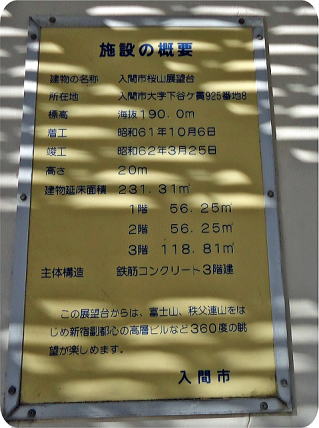 施設の概要
建物の名称 入間市桜山展望台
所在地 入間市大字下谷ケ貫925番地8
標高 海抜190.0m
着工 昭和61年10月6日
竣工 昭和62年3月25日
高さ 20m
建物延床面積 231.31㎡
1階 56.25㎡
2階 56.25㎡
3階 118.81㎡
主体構造 鉄筋コンクリート3階建
この展望台からは、富士山、秩父連山をは
じめ新宿副都心の高層ビルなど360度の眺
望が楽しめます。
入間市